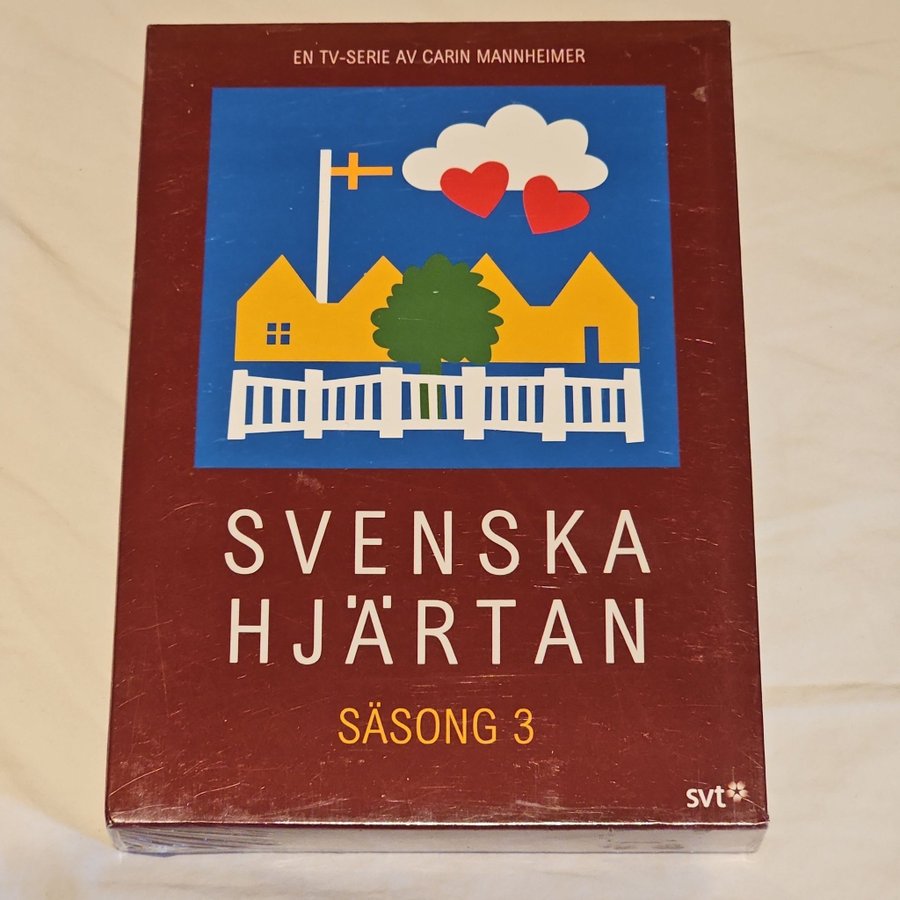 EN TV-SERIE AV CARIN MANNHEIMER
SVENSKA
HJÄRTAN
SÄSONG 3
svt